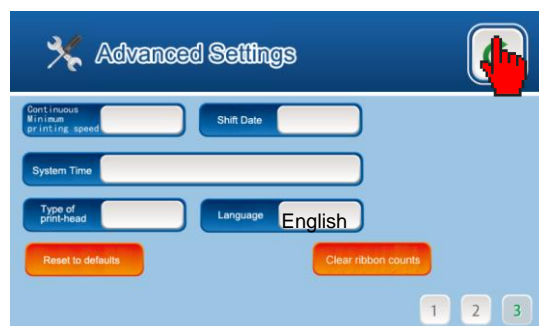 Advanced Settings
Continuous
Minimum
printing speed
Shift Date
System Time
Type of
print-head
Language
English
Reset to defaults
Clear ribbon counts
1 2 3